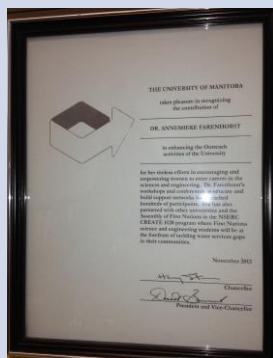 THE UNIVERSITY OF MANITOBA
takes pleasure in recognizing
the contribution of
DR. ANNEMIEKE FARENHORST
in enhancing the Outreach
activities of the University
for her tireless efforts in encouraging and
empowering women to enter careers in the
sciences and engineering. Dr. Farenhorst's
workshops and conferences to educate and
build support networks have reached
hundreds of participants. She has also
partnered with other universities and the
Assembly of First Nations in the NSERC
CREATE H2O program where First Nations
science and engineering students will be at
the forefront of tackling water services gaps
in their communities.
November 2013
Chancellor
President and Vice-Chancellor